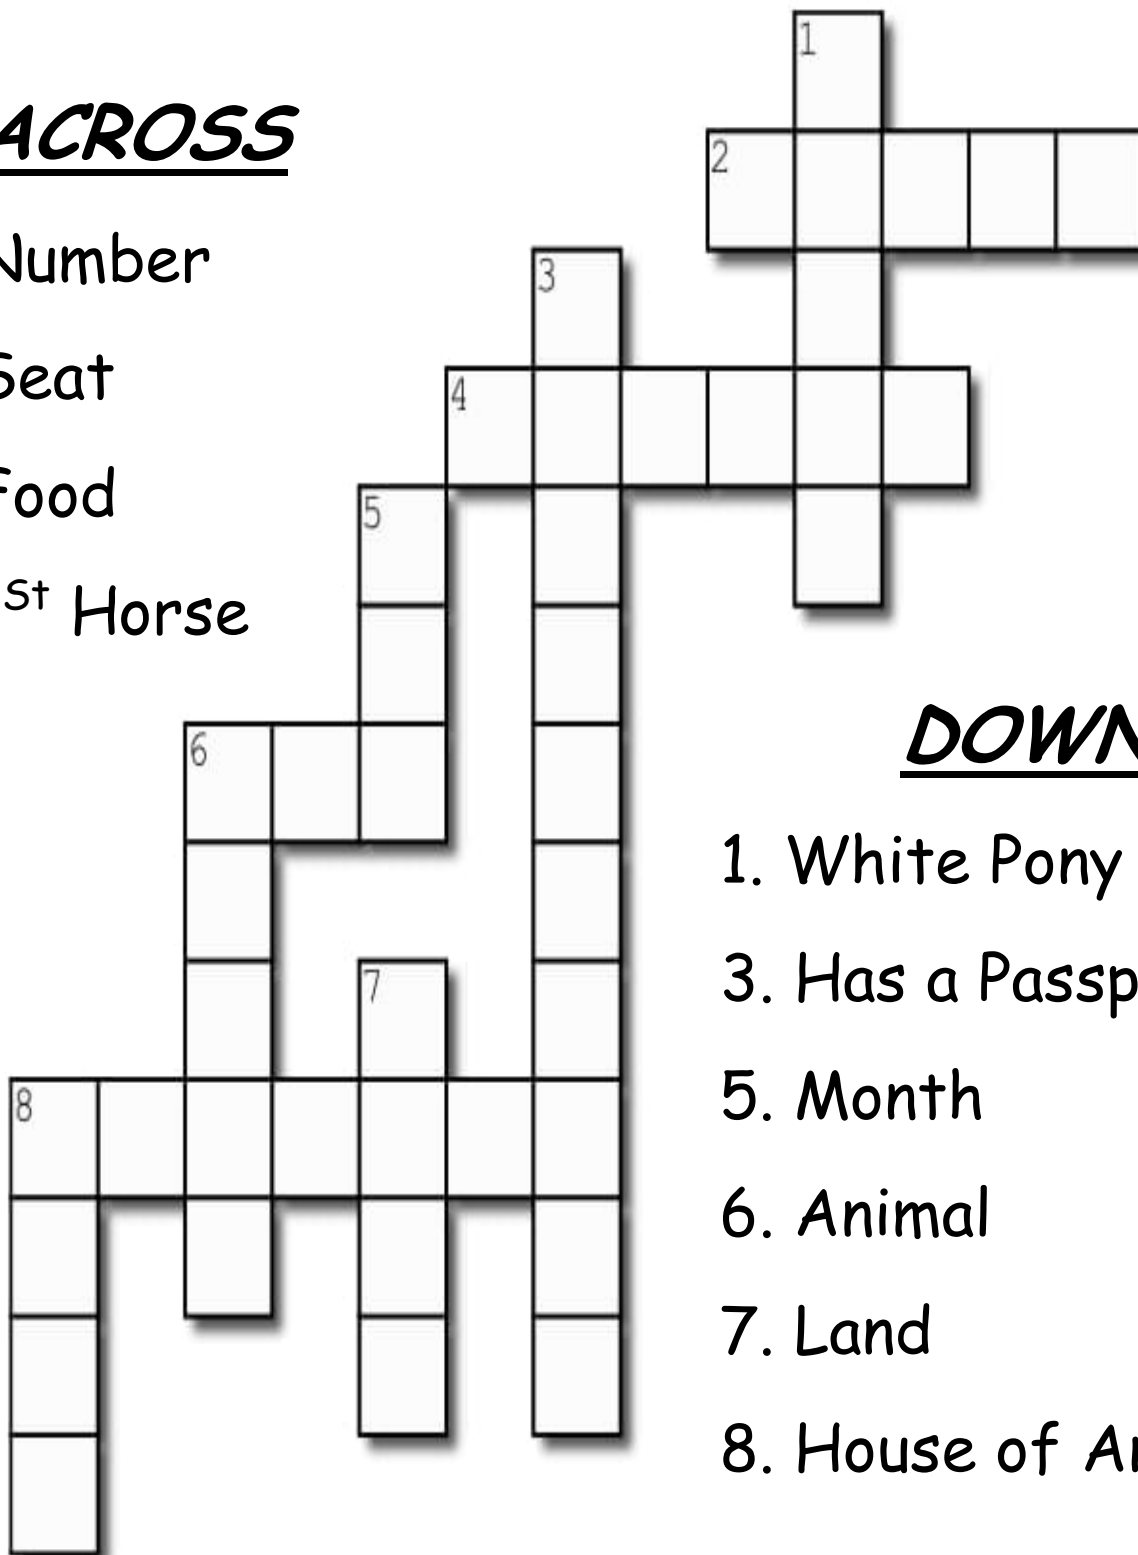 1
ACROSS
2
Number
3
Seat
4
Food
5
St Horse
6
DOWN
1. White Pony
7
3. Has a Passp
8
5. Month
6. Animal
7. Land
8. House of